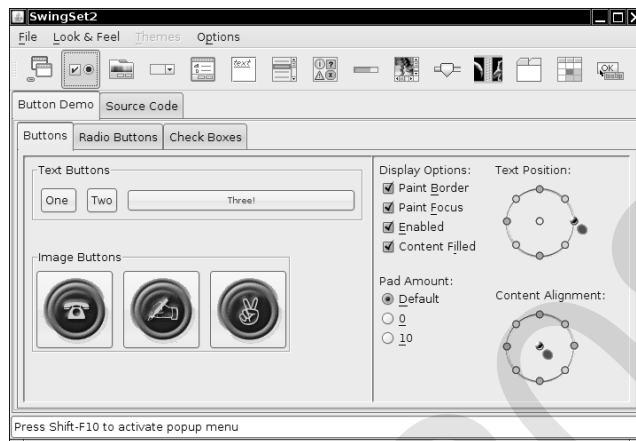 SwingSet2
File Look & Feel Themes Options
text
OK
Button Demo Source Code
Buttons Radio Buttons Check Boxes
Text Buttons
One Two Three!
Image Buttons
Display Options:
Paint Border
Paint Focus
Enabled
Content Filled
Pad Amount:
Default
0
10
Text Position:
Content Alignment:
Press Shift-F10 to activate popup menu